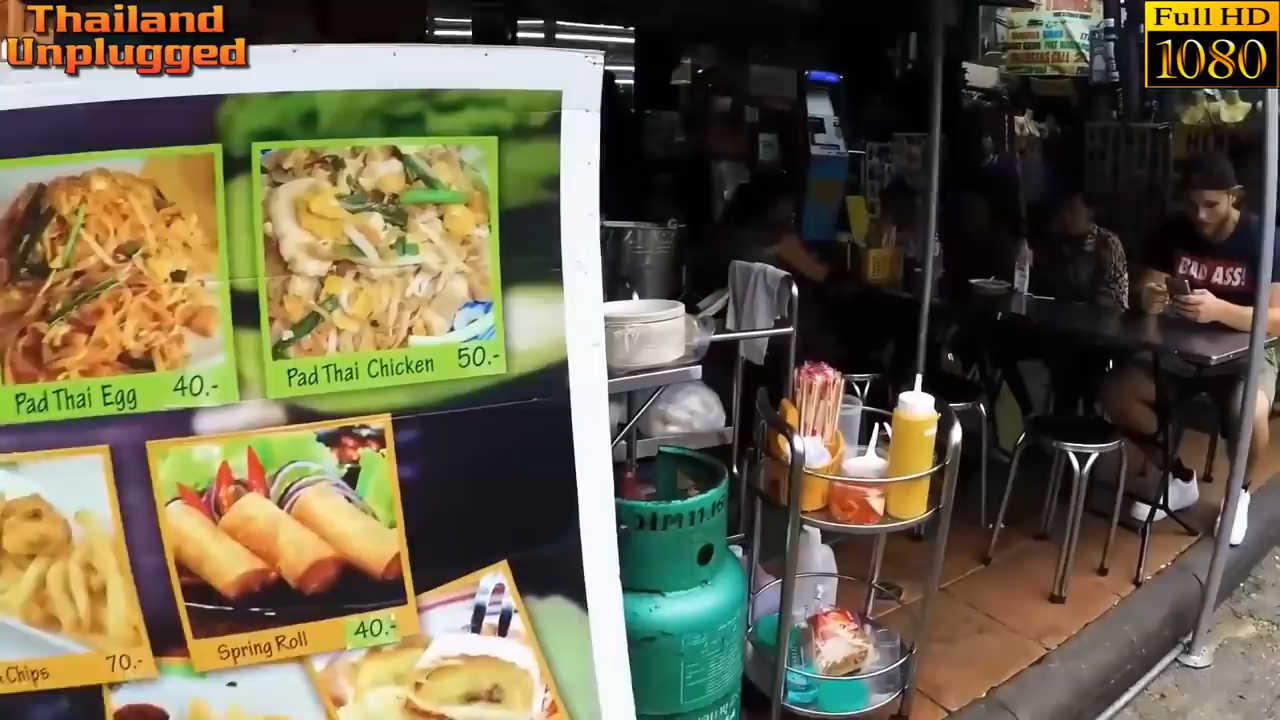 Thailand
Unplugged
Full HD
1080
Pad Thai Egg 40.-
Pad Thai Chicken 50.-
Chips 70.-
Spring Roll 40.-
BAD ASS!